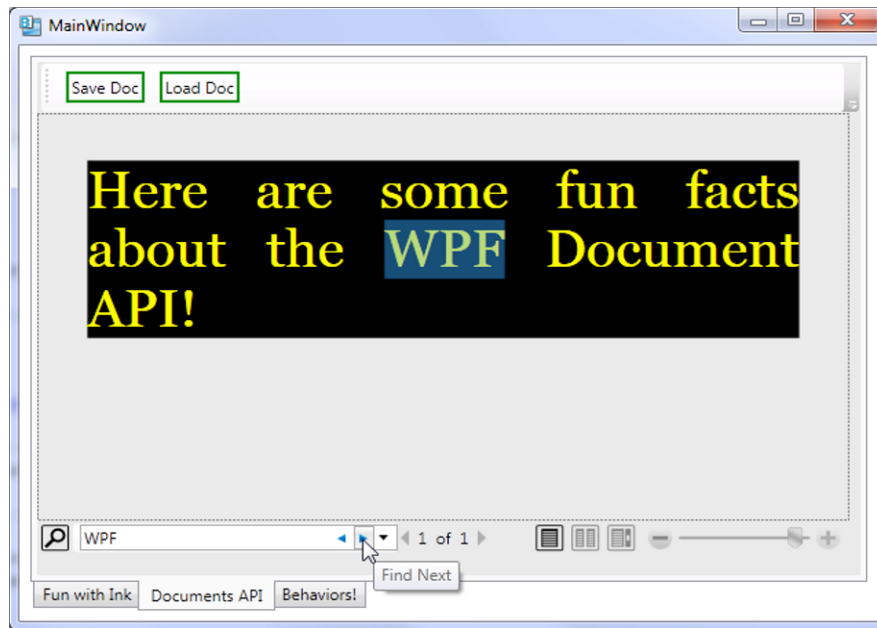 MainWindow
Save Doc Load Doc
Here are some fun facts
about the WPF Document
API!
WPF 1 of 1
Find Next
Fun with Ink Documents API Behaviors!